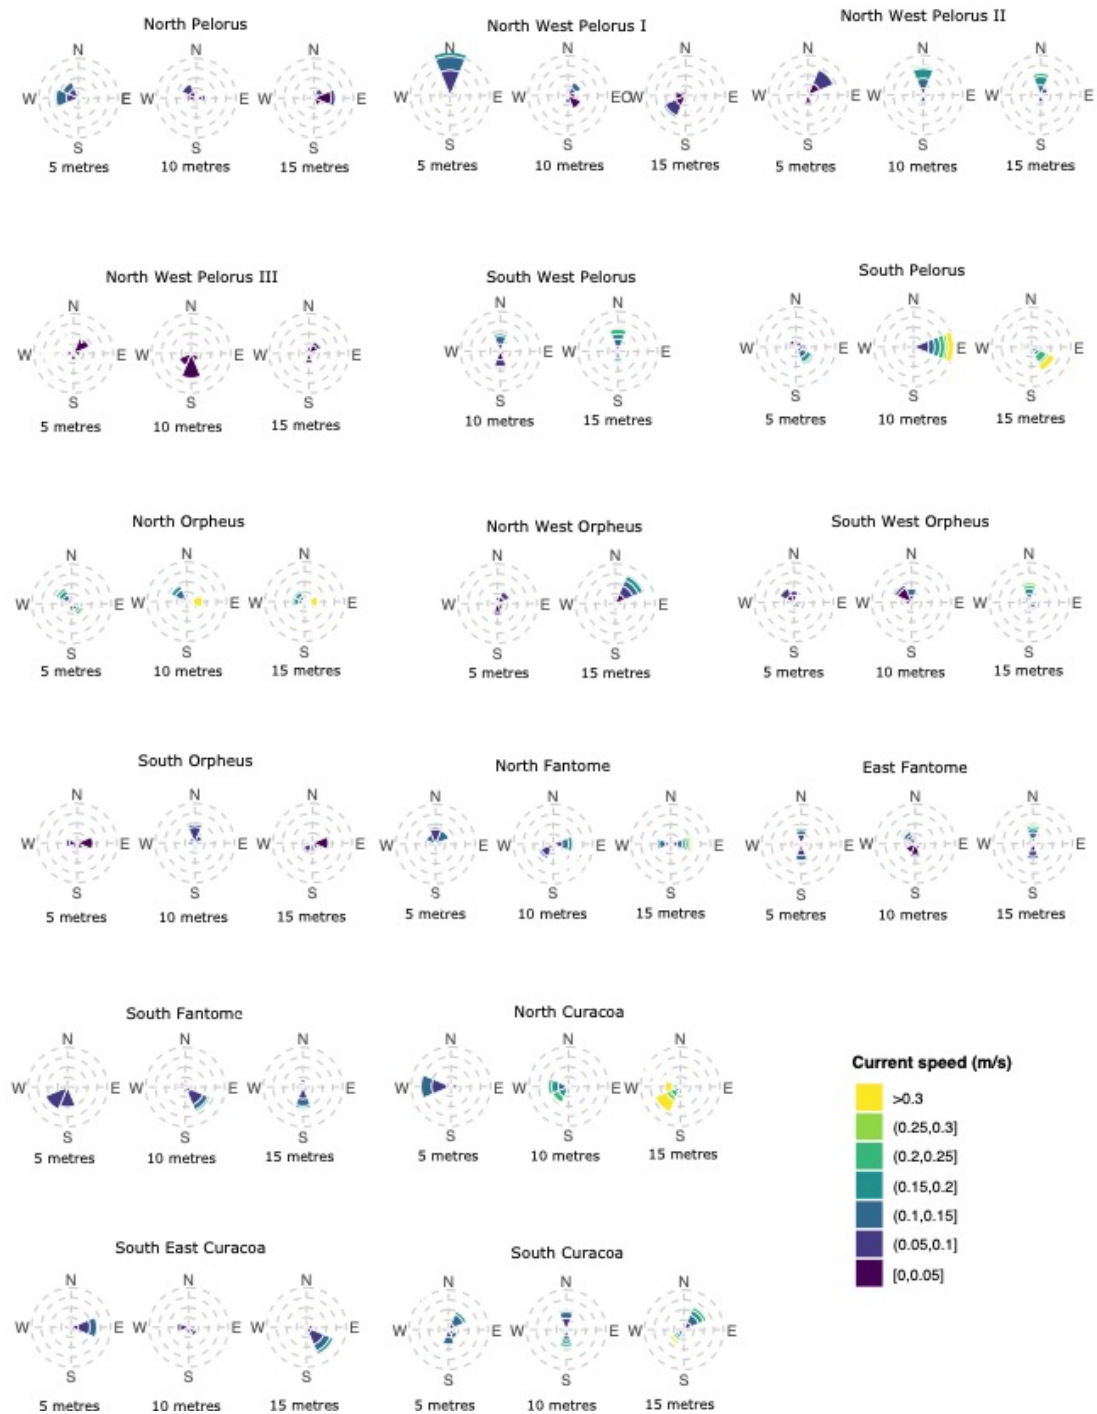 North Pelorus
North West Pelorus I
North West Pelorus II
N N N N N N N N N
W E W E W E W E W EOW E W E W E W E
S S S S S S S S S
5 metres 10 metres 15 metres 5 metres 10 metres 15 metres 5 metres 10 metres 15 metres
North West Pelorus III South West Pelorus South Pelorus
N N N N N N N N
W E W E W E W E W E W E W E W E
S S S S S S S S
5 metres 10 metres 15 metres 10 metres 15 metres 5 metres 10 metres 15 metres
North Orpheus North West Orpheus South West Orpheus
N N N N N N N N
W E W E W E W E W E W E W E W E
S S S S S S S S
5 metres 10 metres 15 metres 5 metres 15 metres 5 metres 10 metres 15 metres
South Orpheus North Fantome East Fantome
N N N N N N N N N
W E W E W E W E W E W E W E W E W E
S S S S S S S S S
5 metres 10 metres 15 metres 5 metres 10 metres 15 metres 5 metres 10 metres 15 metres
South Fantome North Curacoa
N N N N N N
W E W E W E W E W E W E
S S S S S S
5 metres 10 metres 15 metres 5 metres 10 metres 15 metres
Current speed (m/s)
>0.3
(0.25,0.3]
(0.2,0.25]
(0.15,0.2]
(0.1,0.15]
(0.05,0.1]
[0,0.05]
South East Curacoa South Curacoa
N N N N N N
W E W E W E W E W E W E
S S S S S S
5 metres 10 metres 15 metres 5 metres 10 metres 15 metres